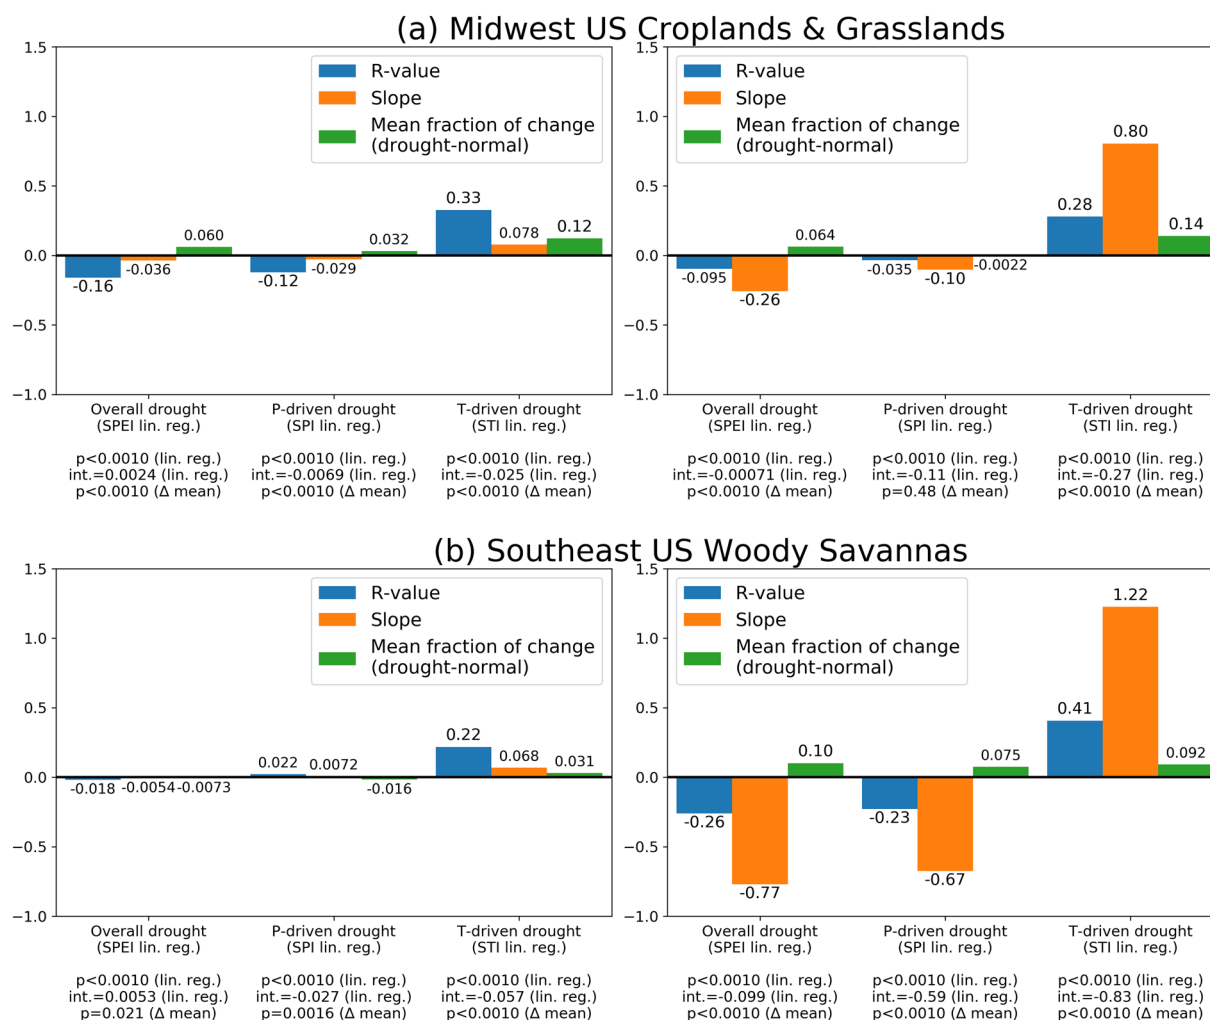 (a) Midwest US Croplands & Grasslands
1.5
1.0
0.5
0.0
−0.5
−1.0
R-value
Slope
Mean fraction of change
(drought-normal)
-0.16
-0.036
0.060
-0.12
-0.029
0.032
0.33
0.078
0.12
Overall drought
(SPEI lin. reg.)
P-driven drought
(SPI lin. reg.)
T-driven drought
(STI lin. reg.)
p<0.0010 (lin. reg.)
int.=0.0024 (lin. reg.)
p<0.0010 (Δ mean)
p<0.0010 (lin. reg.)
int.=-0.0069 (lin. reg.)
p<0.0010 (Δ mean)
p<0.0010 (lin. reg.)
int.=-0.025 (lin. reg.)
p<0.0010 (Δ mean)
1.5
1.0
0.5
0.0
−0.5
−1.0
R-value
Slope
Mean fraction of change
(drought-normal)
-0.095
-0.26
0.064
-0.035
-0.10
-0.0022
0.28
0.80
0.14
Overall drought
(SPEI lin. reg.)
P-driven drought
(SPI lin. reg.)
T-driven drought
(STI lin. reg.)
p<0.0010 (lin. reg.)
int.=-0.00071 (lin. reg.)
p<0.0010 (Δ mean)
p<0.0010 (lin. reg.)
int.=-0.11 (lin. reg.)
p=0.48 (Δ mean)
p<0.0010 (lin. reg.)
int.=-0.27 (lin. reg.)
p<0.0010 (Δ mean)
(b) Southeast US Woody Savannas
1.5
1.0
0.5
0.0
−0.5
−1.0
R-value
Slope
Mean fraction of change
(drought-normal)
-0.018
-0.0054
-0.0073
0.022
0.0072
-0.016
0.22
0.068
0.031
Overall drought
(SPEI lin. reg.)
P-driven drought
(SPI lin. reg.)
T-driven drought
(STI lin. reg.)
p<0.0010 (lin. reg.)
int.=0.0053 (lin. reg.)
p=0.021 (Δ mean)
p<0.0010 (lin. reg.)
int.=-0.027 (lin. reg.)
p=0.0016 (Δ mean)
p<0.0010 (lin. reg.)
int.=-0.057 (lin. reg.)
p<0.0010 (Δ mean)
1.5
1.0
0.5
0.0
−0.5
−1.0
R-value
Slope
Mean fraction of change
(drought-normal)
-0.26
-0.77
0.10
-0.23
-0.67
0.075
0.41
1.22
0.092
Overall drought
(SPEI lin. reg.)
P-driven drought
(SPI lin. reg.)
T-driven drought
(STI lin. reg.)
p<0.0010 (lin. reg.)
int.=-0.099 (lin. reg.)
p<0.0010 (Δ mean)
p<0.0010 (lin. reg.)
int.=-0.59 (lin. reg.)
p<0.0010 (Δ mean)
p<0.0010 (lin. reg.)
int.=-0.83 (lin. reg.)
p<0.0010 (Δ mean)